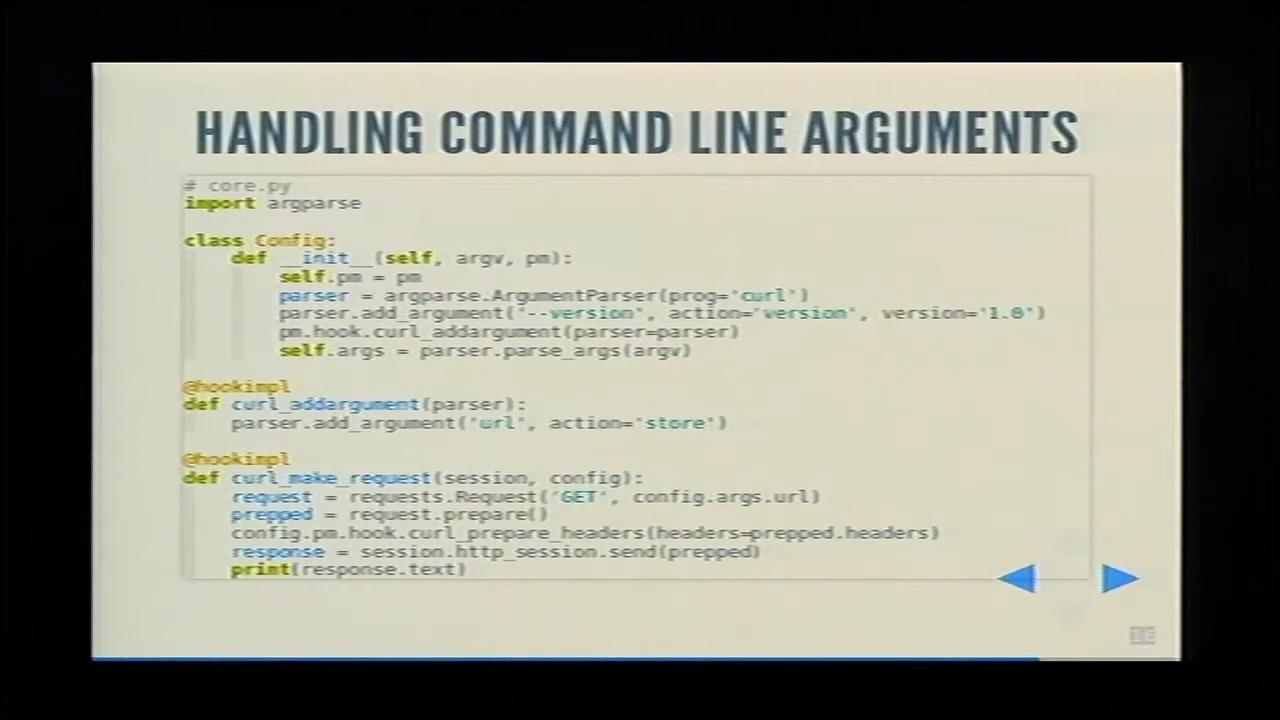 HANDLING COMMAND LINE ARGUMENTS
# core.py
import argparse
class Config:
def __init__(self, argv, pm):
self.pm = pm
parser = argparse.ArgumentParser(prog='curl')
parser.add_argument('--version', action='version', version='1.0')
pm.hook.curl_addargument(parser=parser)
self.args = parser.parse_args(argv)
@hookimpl
def curl_addargument(parser):
parser.add_argument('url', action='store')
@hookimpl
def curl_make_request(session, config):
request = requests.Request('GET', config.args.url)
prepped = request.prepare()
config.pm.hook.curl_prepare_headers(headers=prepped.headers)
response = session.http_session.send(prepped)
print(response.text)